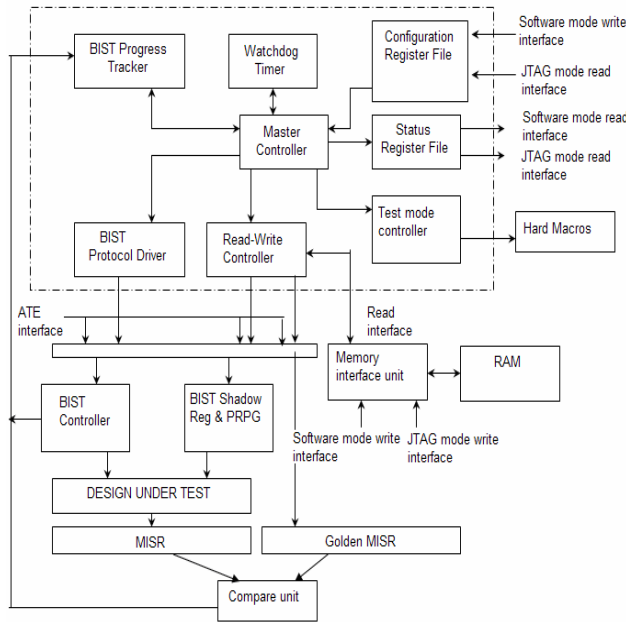 BIST Progress
Tracker
Watchdog
Timer
Configuration
Register File
Software mode write
interface
JTAG mode read
interface
Master
Controller
Status
Register File
Software mode read
interface
JTAG mode read
interface
BIST
Protocol Driver
Read-Write
Controller
Test mode
controller
Hard Macros
ATE
interface
Read
interface
Memory
interface unit
RAM
BIST
Controller
BIST Shadow
Reg & PRPG
Software mode write
interface
JTAG mode write
interface
DESIGN UNDER TEST
MISR
Golden MISR
Compare unit